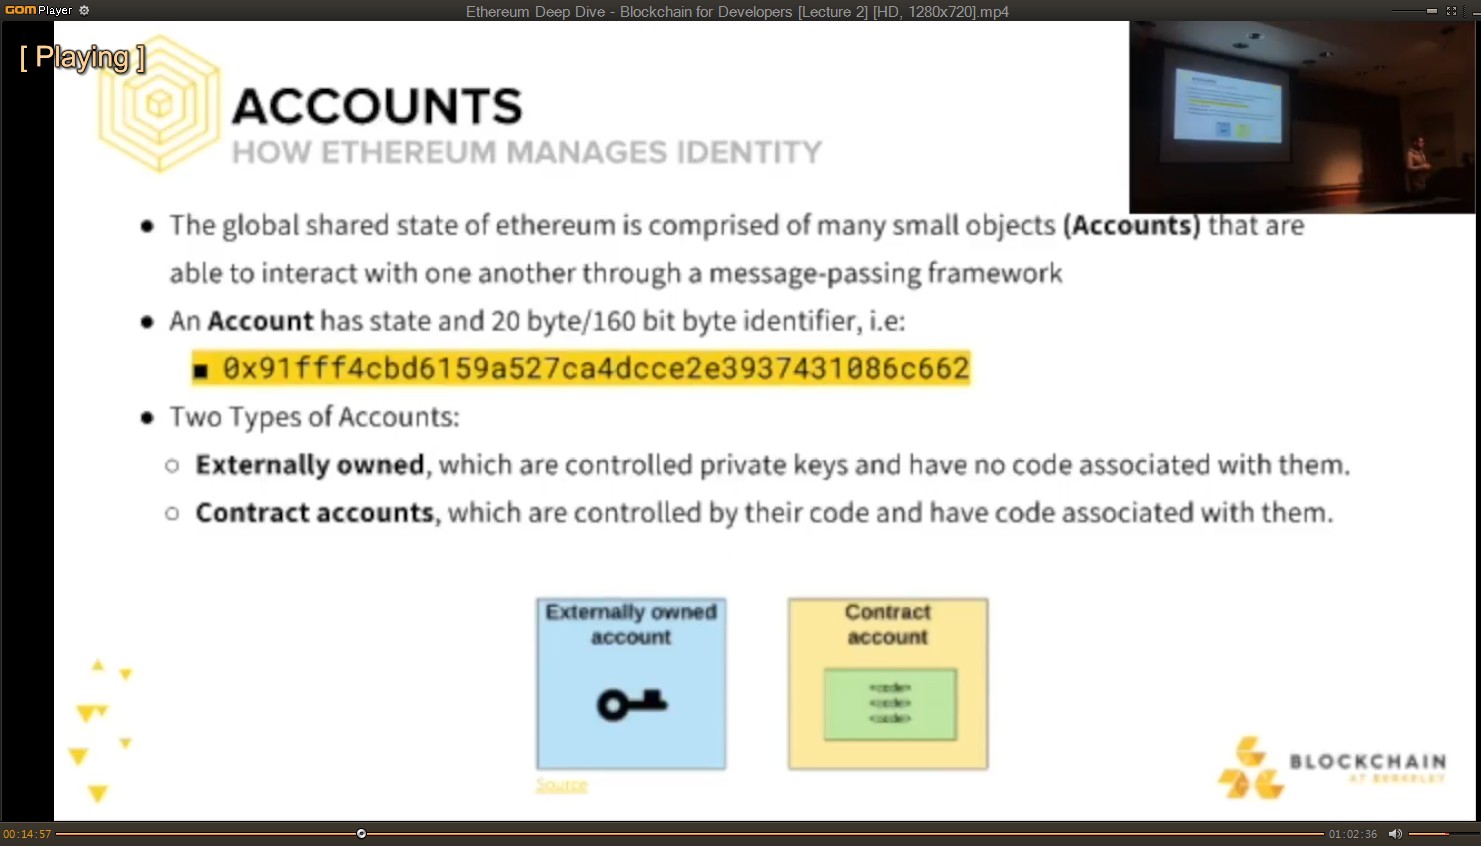 GOM Player
Ethereum Deep Dive - Blockchain for Developers [Lecture 2] [HD, 1280x720].mp4
[ Playing ]
ACCOUNTS
HOW ETHEREUM MANAGES IDENTITY
● The global shared state of ethereum is comprised of many small objects (Accounts) that are
able to interact with one another through a message-passing framework
● An Account has state and 20 byte/160 bit byte identifier, i.e:
■ 0x91fff4cbd6159a527ca4dcce2e3937431086c662
● Two Types of Accounts:
○ Externally owned, which are controlled private keys and have no code associated with them.
○ Contract accounts, which are controlled by their code and have code associated with them.
Externally owned
account
Contract
account
<code>
<code>
<code>
Source
BLOCKCHAIN
AT BERKELEY
00:14:57
01:02:36